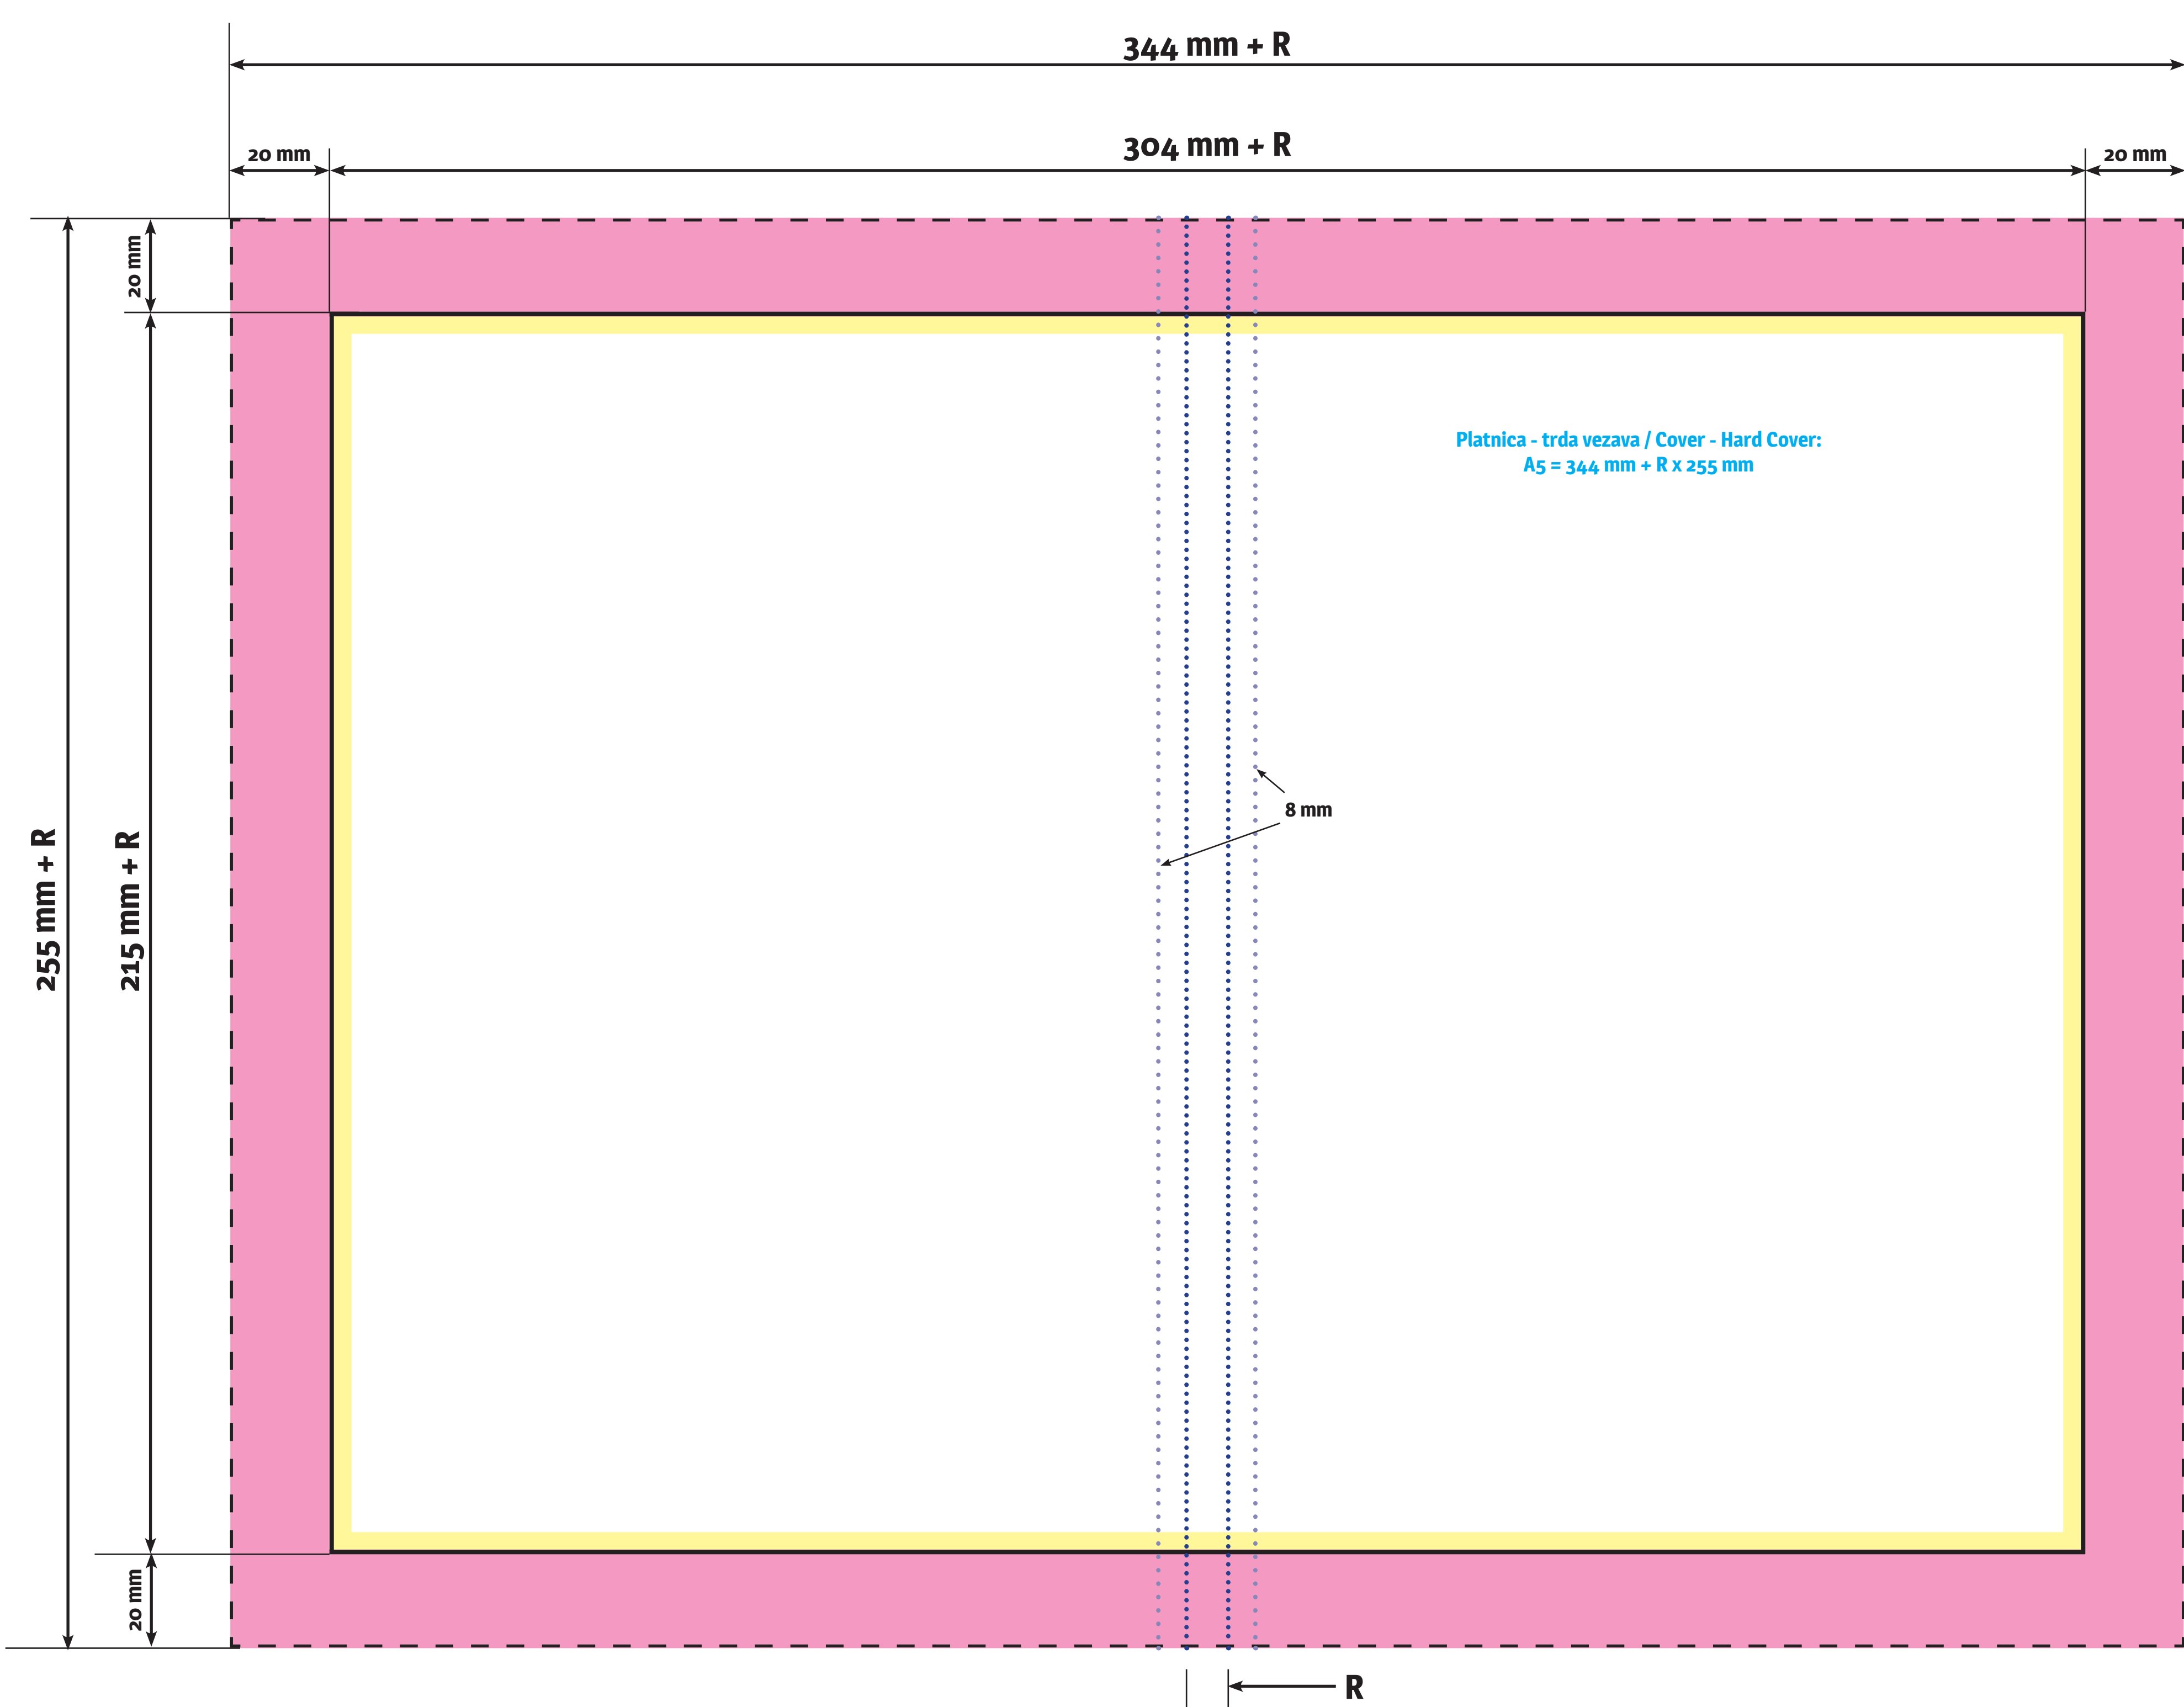 344 mm + R
304 mm + R
20 mm
20 mm
20 mm
Platnica - trda vezava / Cover - Hard Cover:
A5 = 344 mm + R x 255 mm
8 mm
255 mm + R
215 mm + R
20 mm
R